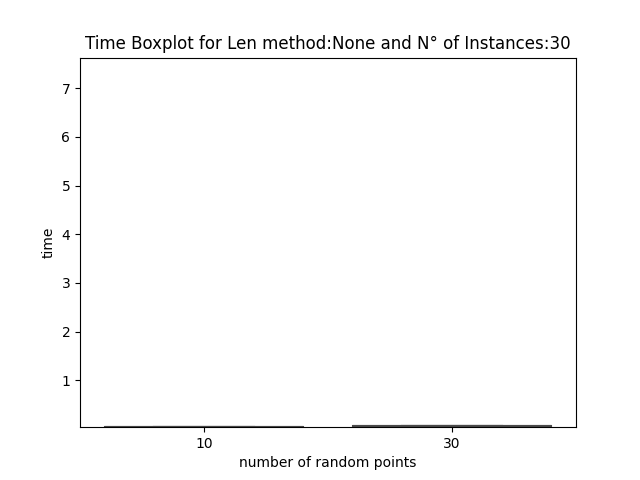 Time Boxplot for Len method:None and N° of Instances:30
7
6
5
4
3
2
1
time
10 30
number of random points